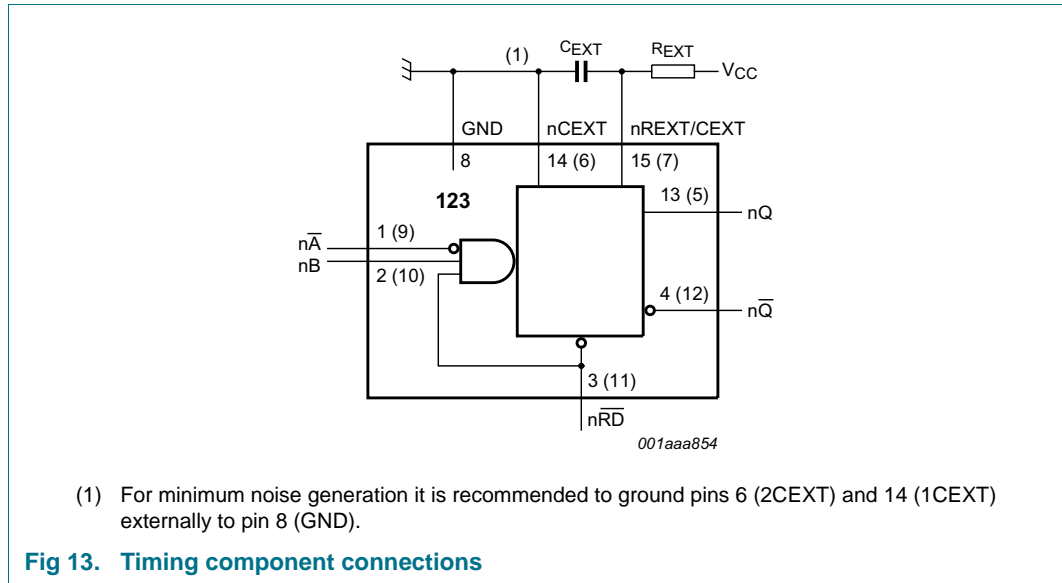 (1)
CEXT
REXT
VCC
GND
nCEXT
nREXT/CEXT
8
14 (6)
15 (7)
123
13 (5)
nQ
1 (9)
nA̅
nB
2 (10)
4 (12)
nQ̅
3 (11)
nR̅D̅
001aaa854
(1) For minimum noise generation it is recommended to ground pins 6 (2CEXT) and 14 (1CEXT)
externally to pin 8 (GND).
Fig 13. Timing component connections